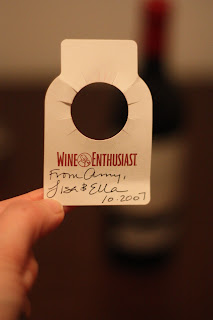 WINE ENTHUSIAST
From Amy,
Lisa & Ella
10.2007